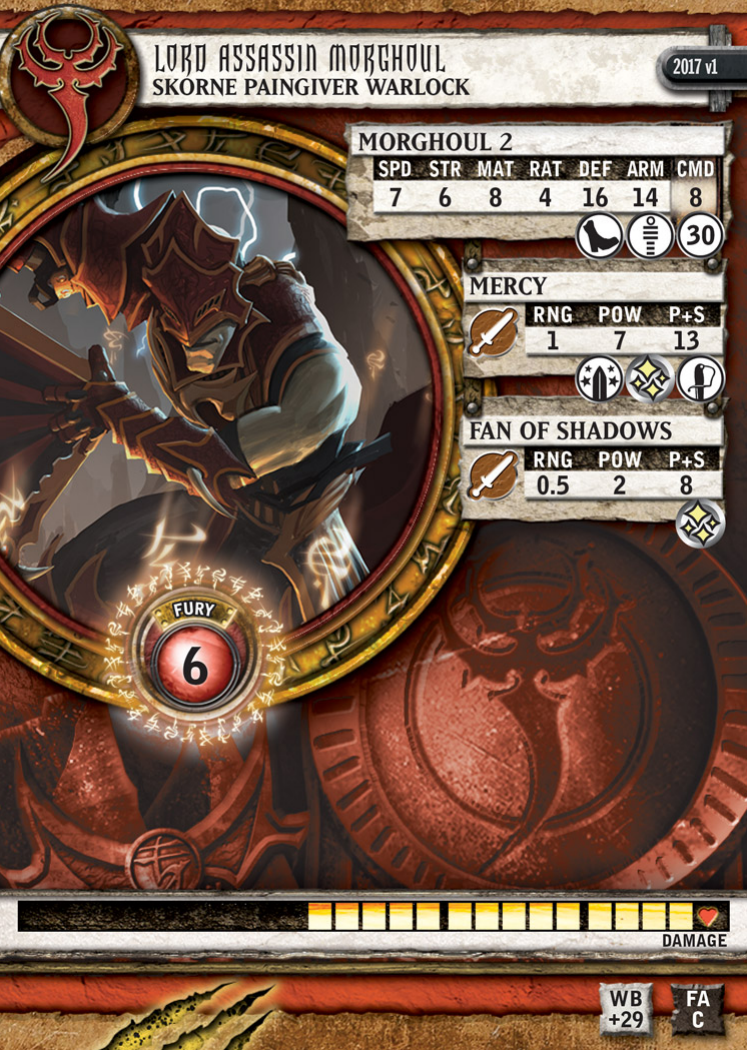 LORD ASSASSIN MORGHOUL
SKORNE PAINGIVER WARLOCK
2017 v1
MORGHOUL 2
SPD STR MAT RAT DEF ARM CMD
7 6 8 4 16 14 8
30
MERCY
RNG POW P+S
1 7 13
FAN OF SHADOWS
RNG POW P+S
0.5 2 8
FURY
6
DAMAGE
WB
+29
FA
C